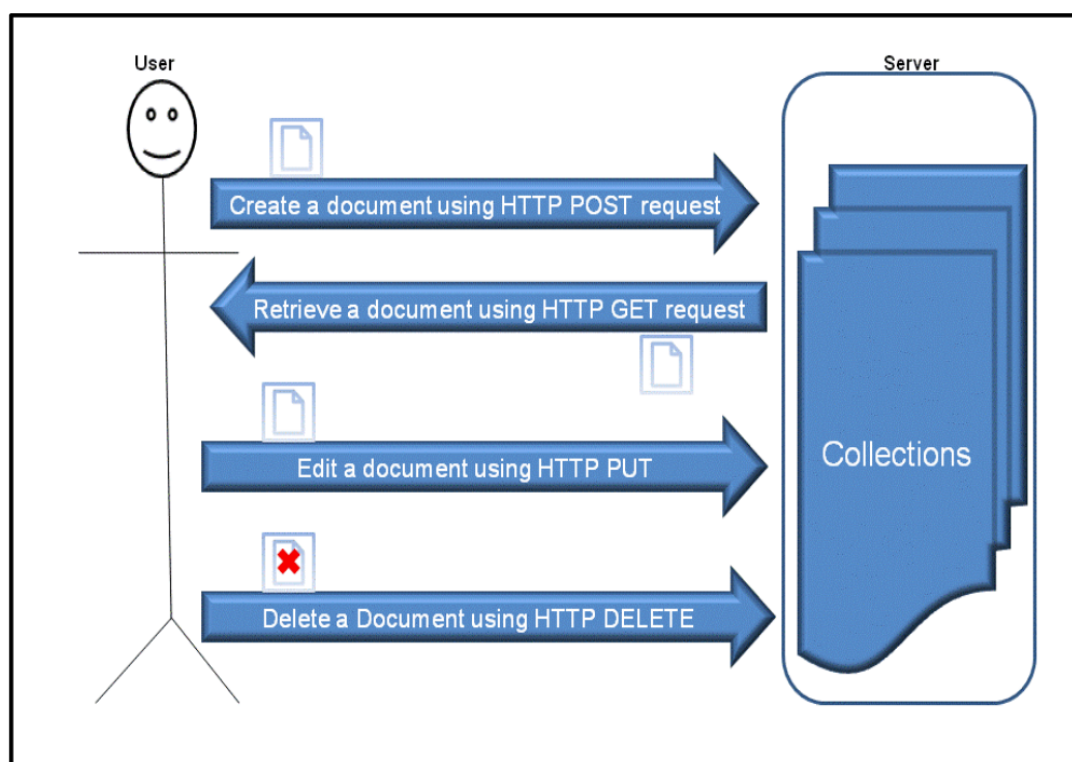 User
Server
Create a document using HTTP POST request
Retrieve a document using HTTP GET request
Edit a document using HTTP PUT
Collections
Delete a Document using HTTP DELETE